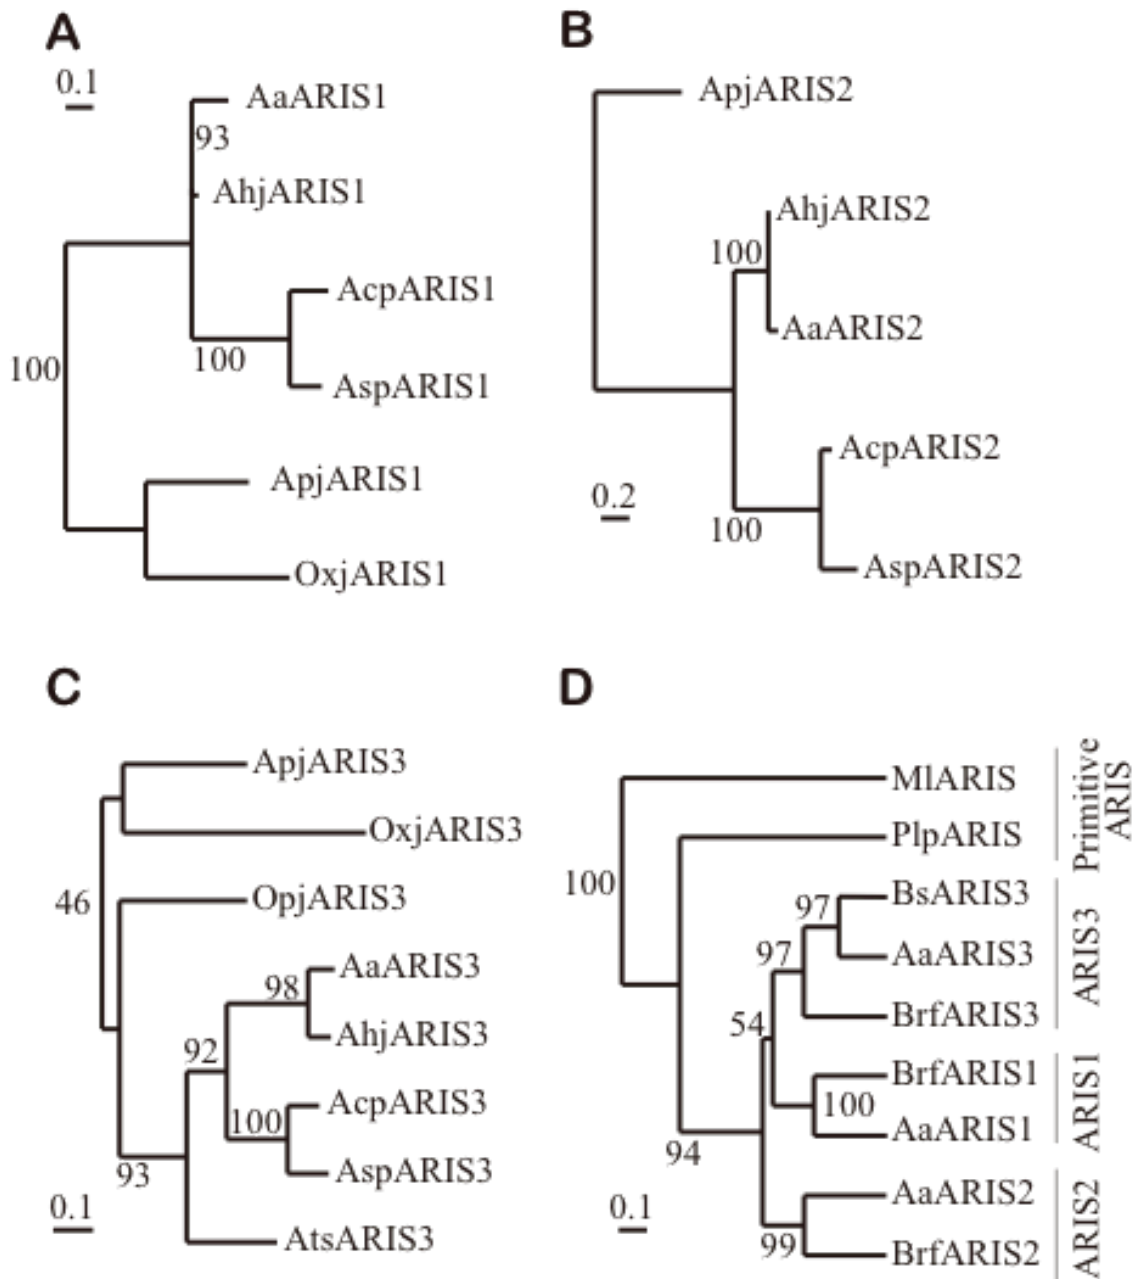 A
0.1
AaARIS1
93
AhjARIS1
AcpARIS1
100
AspARIS1
100
ApjARIS1
OxjARIS1
B
ApjARIS2
AhjARIS2
100
AaARIS2
AcpARIS2
0.2
100
AspARIS2
C
ApjARIS3
OxjARIS3
46
OpjARIS3
AaARIS3
98
AhjARIS3
92
AcpARIS3
100
AspARIS3
93
0.1
AtsARIS3
D
MlARIS
PlpARIS
Primitive
ARIS
100
BsARIS3
97
AaARIS3
97
BrfARIS3
ARIS3
54
BrfARIS1
100
AaARIS1
ARIS1
94
AaARIS2
0.1
99
BrfARIS2
ARIS2